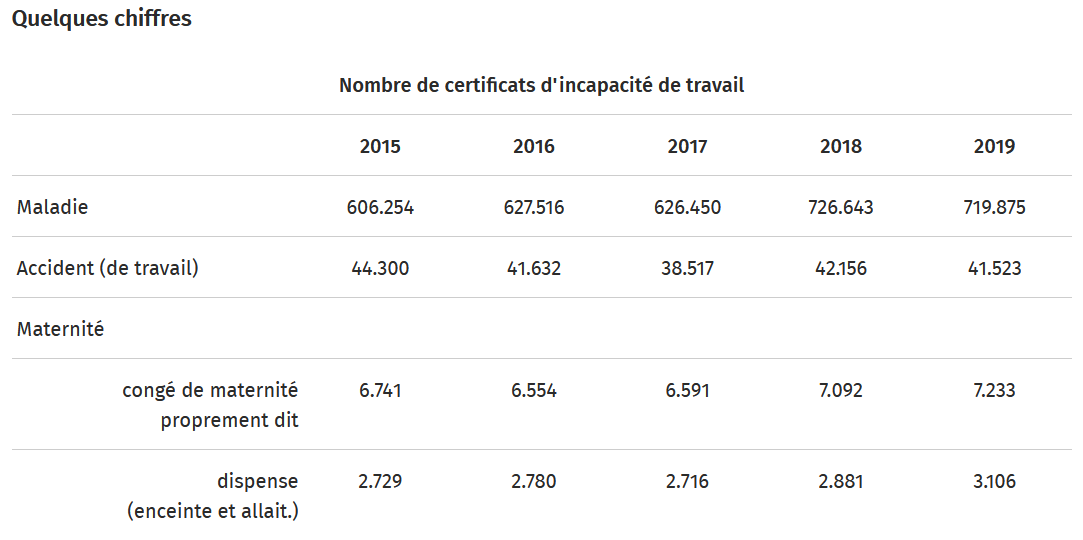 Quelques chiffres
Nombre de certificats d'incapacité de travail
2015 2016 2017 2018 2019
Maladie 606.254 627.516 626.450 726.643 719.875
Accident (de travail) 44.300 41.632 38.517 42.156 41.523
Maternité
congé de maternité 6.741 6.554 6.591 7.092 7.233
proprement dit
dispense 2.729 2.780 2.716 2.881 3.106
(enceinte et allait.)